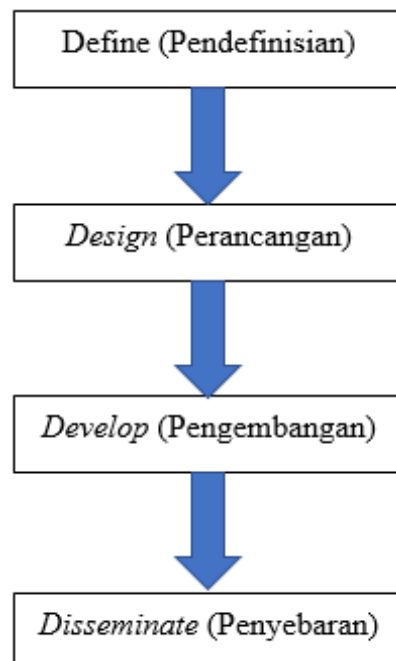 Define (Pendefinisian)
Design (Perancangan)
Develop (Pengembangan)
Disseminate (Penyebaran)